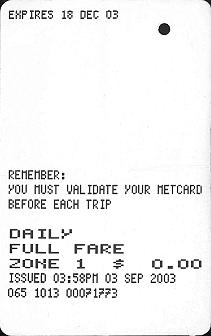 EXPIRES 18 DEC 03
REMEMBER:
YOU MUST VALIDATE YOUR METCARD
BEFORE EACH TRIP
DAILY
FULL FARE
ZONE 1 $ 0.00
ISSUED 03:58PM 03 SEP 2003
065 1013 00071773